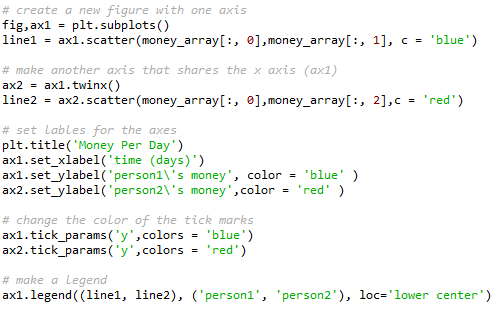 # create a new figure with one axis
fig,ax1 = plt.subplots()
line1 = ax1.scatter(money_array[:, 0],money_array[:, 1], c = 'blue')
# make another axis that shares the x axis (ax1)
ax2 = ax1.twinx()
line2 = ax2.scatter(money_array[:, 0],money_array[:, 2],c = 'red')
# set lables for the axes
plt.title('Money Per Day')
ax1.set_xlabel('time (days)')
ax1.set_ylabel('person1\'s money', color = 'blue' )
ax2.set_ylabel('person2\'s money',color = 'red' )
# change the color of the tick marks
ax1.tick_params('y',colors = 'blue')
ax2.tick_params('y',colors = 'red')
# make a legend
ax1.legend((line1, line2), ('person1', 'person2'), loc='lower center')